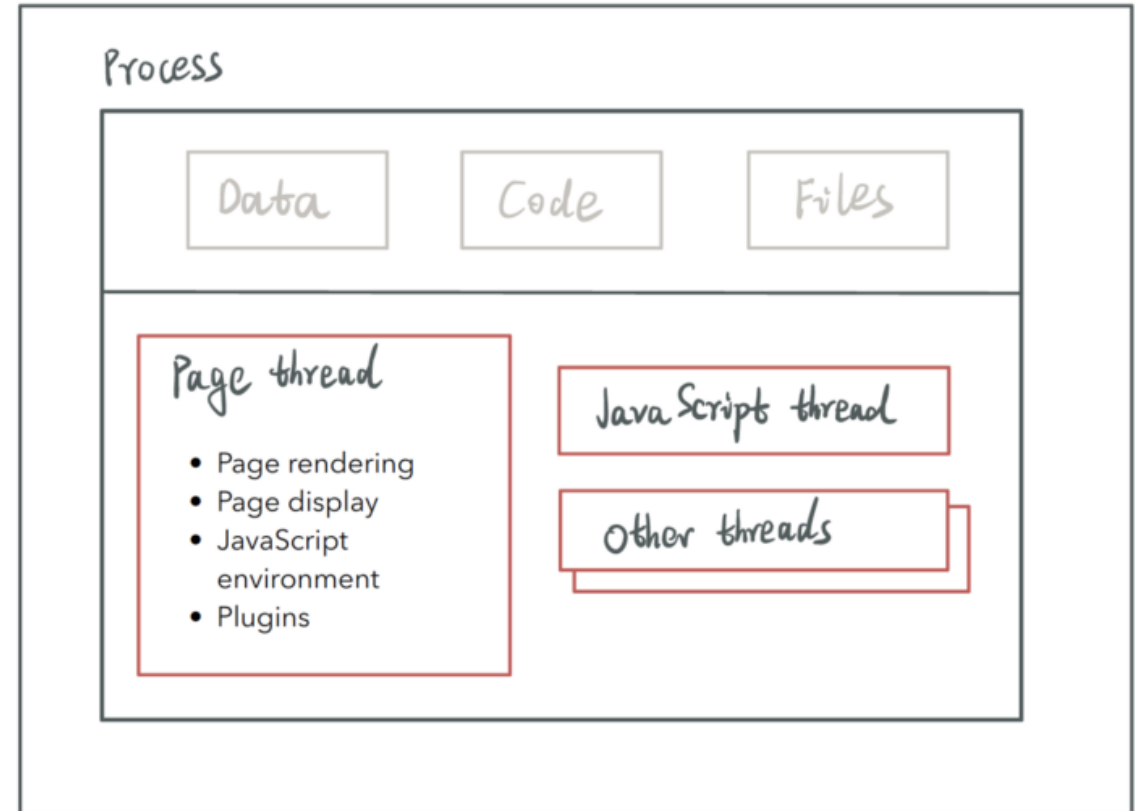 Process
Data
Code
Files
Page thread
• Page rendering
• Page display
• JavaScript
environment
• Plugins
JavaScript thread
Other threads